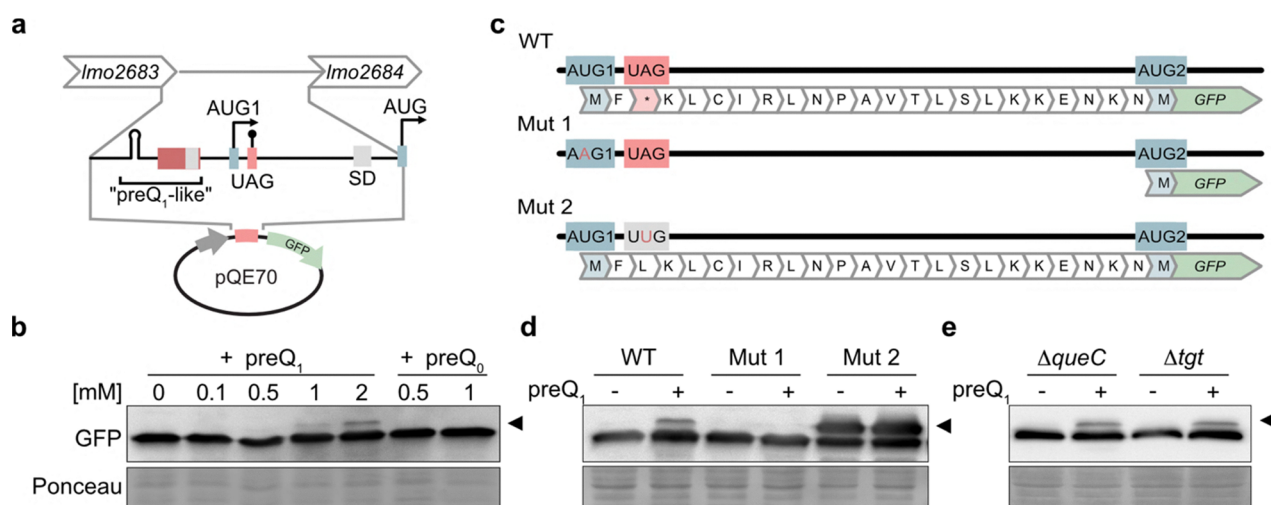 a
lmo2683 lmo2684
AUG1 AUG
UAG SD
"preQ1-like"
GFP
pQE70
b
+ preQ1 + preQ0
[mM] 0 0.1 0.5 1 2 0.5 1
GFP
Ponceau
c
WT
AUG1 UAG AUG2
M F * K L C I R L N P A V T L S L K K E N K N M GFP
Mut 1
AAG1 UAG AUG2
M GFP
Mut 2
AUG1 UUG AUG2
M F L K L C I R L N P A V T L S L K K E N K N M GFP
d
WT Mut 1 Mut 2
preQ1 - + - + - +
e
ΔqueC Δtgt
preQ1 - + - +